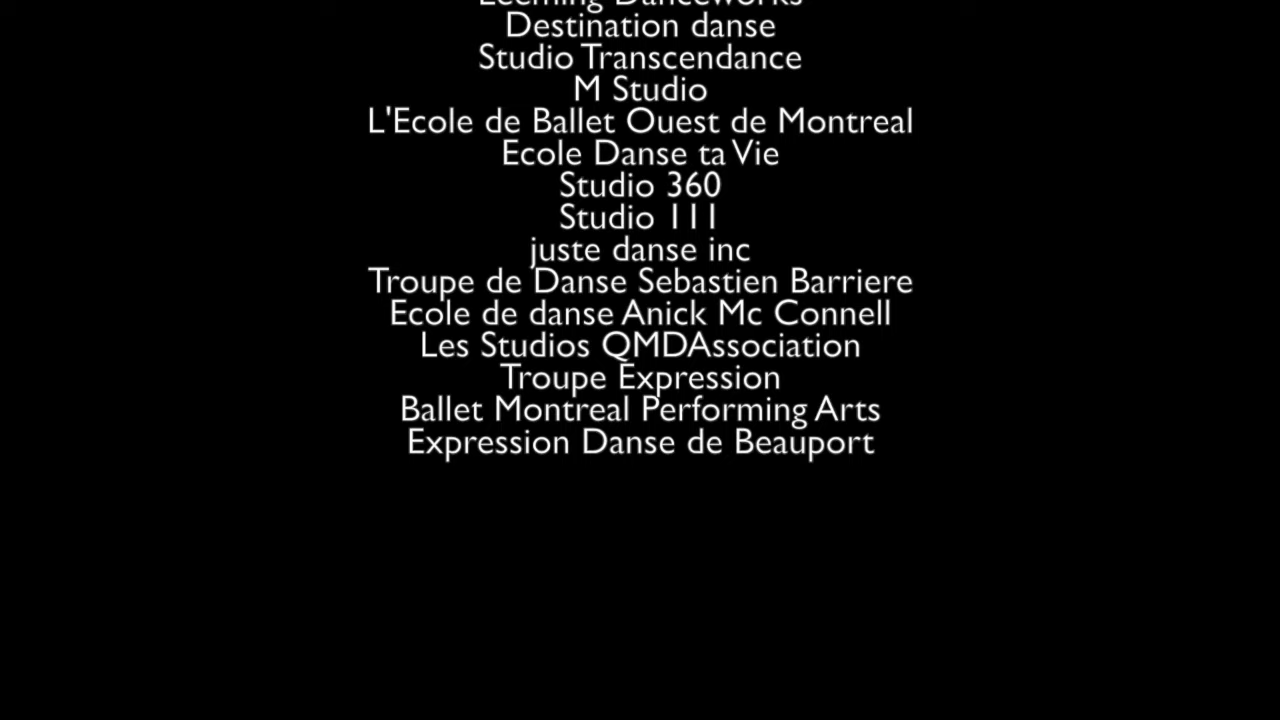 Leeming Danceworks
Destination danse
Studio Transcendance
M Studio
L'Ecole de Ballet Ouest de Montreal
Ecole Danse ta Vie
Studio 360
Studio 111
juste danse inc
Troupe de Danse Sebastien Barriere
Ecole de danse Anick Mc Connell
Les Studios QMDAssociation
Troupe Expression
Ballet Montreal Performing Arts
Expression Danse de Beauport